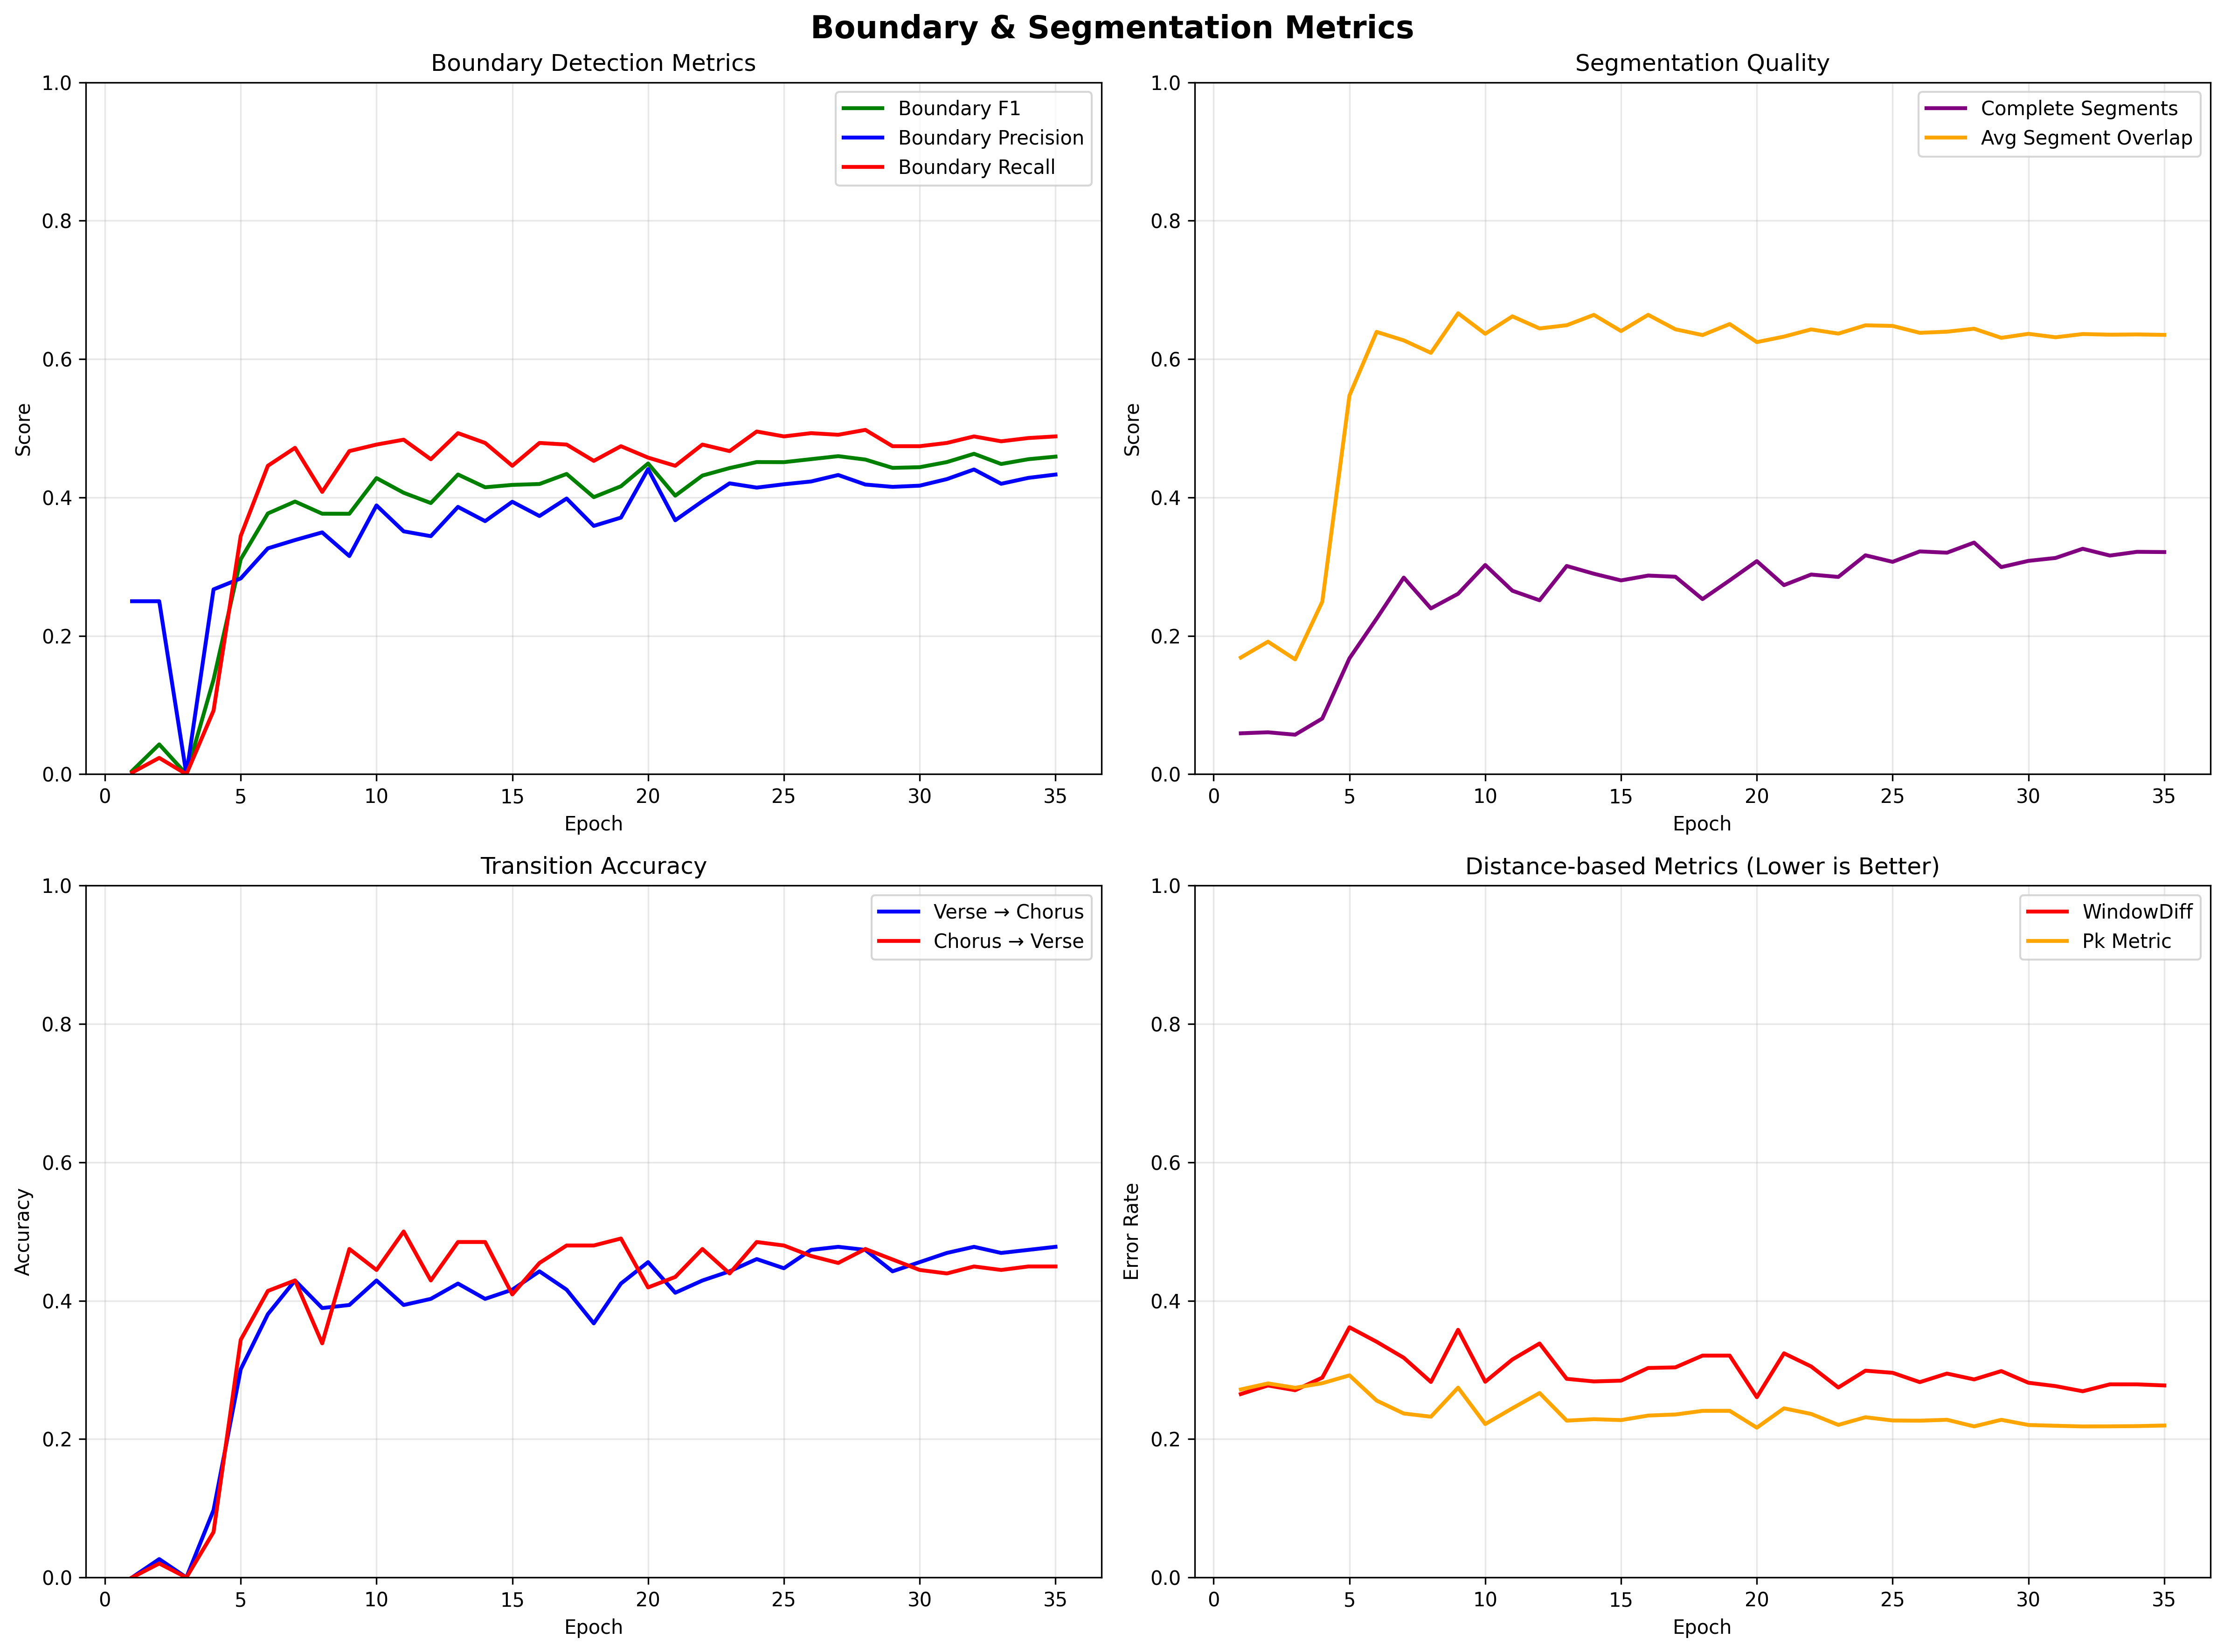 Boundary & Segmentation Metrics
Boundary Detection Metrics
1.0
0.8
0.6
0.4
0.2
0.0
Score
0 5 10 15 20 25 30 35
Epoch
Boundary F1
Boundary Precision
Boundary Recall
Segmentation Quality
1.0
0.8
0.6
0.4
0.2
0.0
Score
0 5 10 15 20 25 30 35
Epoch
Complete Segments
Avg Segment Overlap
Transition Accuracy
1.0
0.8
0.6
0.4
0.2
0.0
Accuracy
0 5 10 15 20 25 30 35
Epoch
Verse → Chorus
Chorus → Verse
Distance-based Metrics (Lower is Better)
1.0
0.8
0.6
0.4
0.2
0.0
Error Rate
0 5 10 15 20 25 30 35
Epoch
WindowDiff
Pk Metric